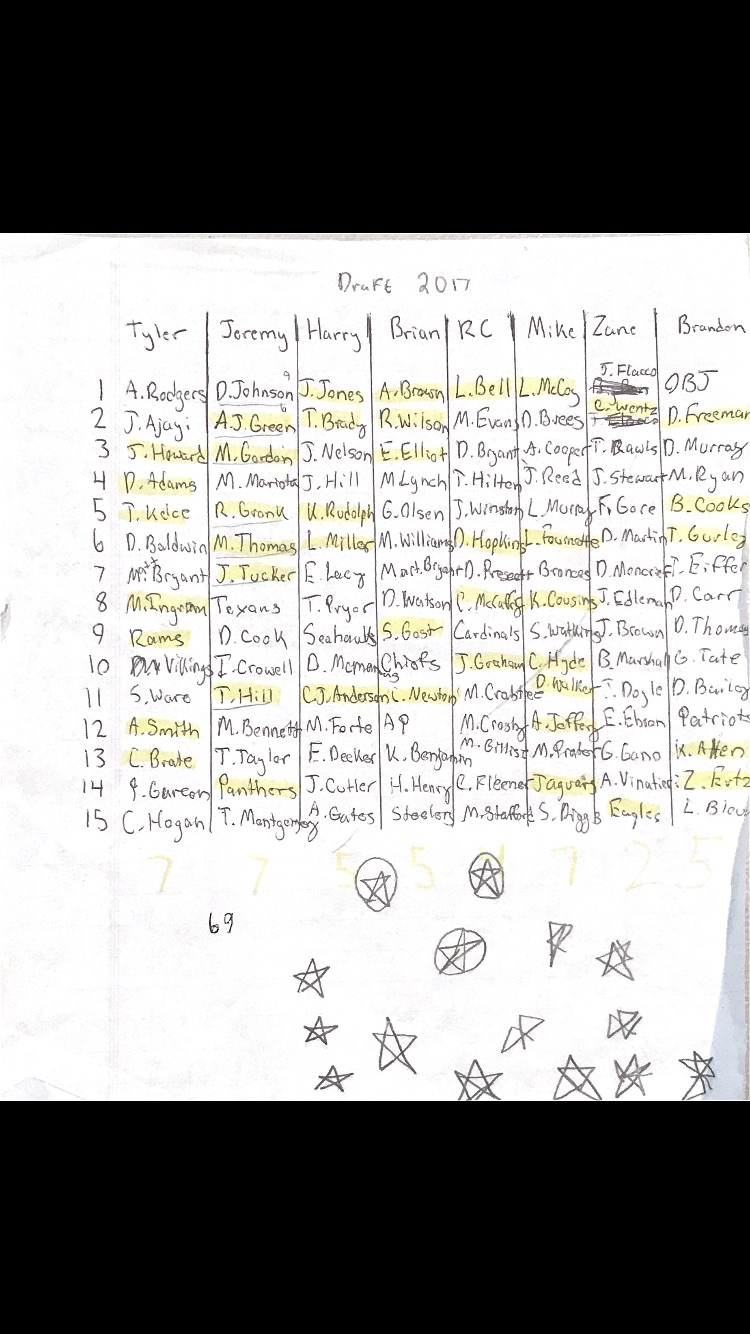 Draft 2017
Tyler Jeremy Harry Brian RC Mike Zane Brandon
J. Flacco
1 A. Rodgers D. Johnson 9 J. Jones A. Brown L. Bell L. McCoy OBJ
2 J. Ajayi A.J. Green 6 T. Brady R. Wilson M. Evans D. Brees C. Wentz D. Freeman
3 J. Howard M. Gordon J. Nelson E. Elliot D. Bryant A. Cooper T. Rawls D. Murray
4 D. Adams M. Mariota J. Hill M Lynch T. Hilton J. Reed J. Stewart M. Ryan
5 T. Kelce R. Gronk K. Rudolph G. Olsen J. Winston L. Murray F. Gore B. Cooks
6 D. Baldwin M. Thomas L. Miller M. Williams D. Hopkins L. Fournette D. Martin T. Gurley
7 Bryant J. Tucker E. Lacy Mart. Bryant D. Prescott Broncos D. Moncrief T. Eiffer
8 M. Ingram Texans T. Pryor D. Watson C. McCaffy K. Cousins J. Edleman D. Carr
9 Rams D. Cook Seahawks S. Gost Cardinals S. Watkins J. Brown D. Thomas
10 Vikings I. Crowell D. Mcmanus Chiefs J. Graham C. Hyde B. Marshall G. Tate
11 S. Ware T. Hill C.J. Anderson C. Newton M. Crabtree D. Walker J. Doyle D. Bailey
12 A. Smith M. Bennett M. Forte AP M. Crosby A. Jeffery E. Ebron Patriots
13 C. Brate T. Taylor E. Decker K. Benjamin M. Gillisl M. Prater G. Gano K. Allen
14 P. Garcon Panthers J. Cutler H. Henry C. Fleener Jaguars A. Vinatieri Z. Ertz
15 C. Hogan T. Montgomery A. Gates Steelers M. Stafford S. Diggs Eagles
7 7 5 5 7 2 5
69